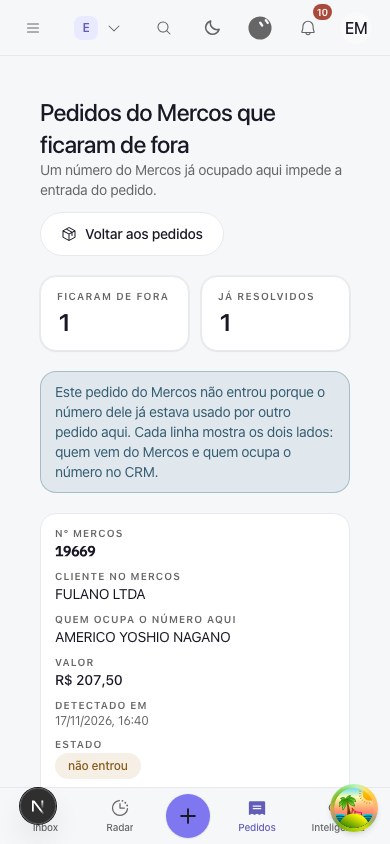 E
10
EM
Pedidos do Mercos que
ficaram de fora
Um número do Mercos já ocupado aqui impede a
entrada do pedido.
Voltar aos pedidos
FICARAM DE FORA
1
JÁ RESOLVIDOS
1
Este pedido do Mercos não entrou porque o
número dele já estava usado por outro
pedido aqui. Cada linha mostra os dois lados:
quem vem do Mercos e quem ocupa o
número no CRM.
Nº MERCOS
19669
CLIENTE NO MERCOS
FULANO LTDA
QUEM OCUPA O NÚMERO AQUI
AMERICO YOSHIO NAGANO
VALOR
R$ 207,50
DETECTADO EM
17/11/2026, 16:40
ESTADO
não entrou
N
Inbox
Radar
Pedidos